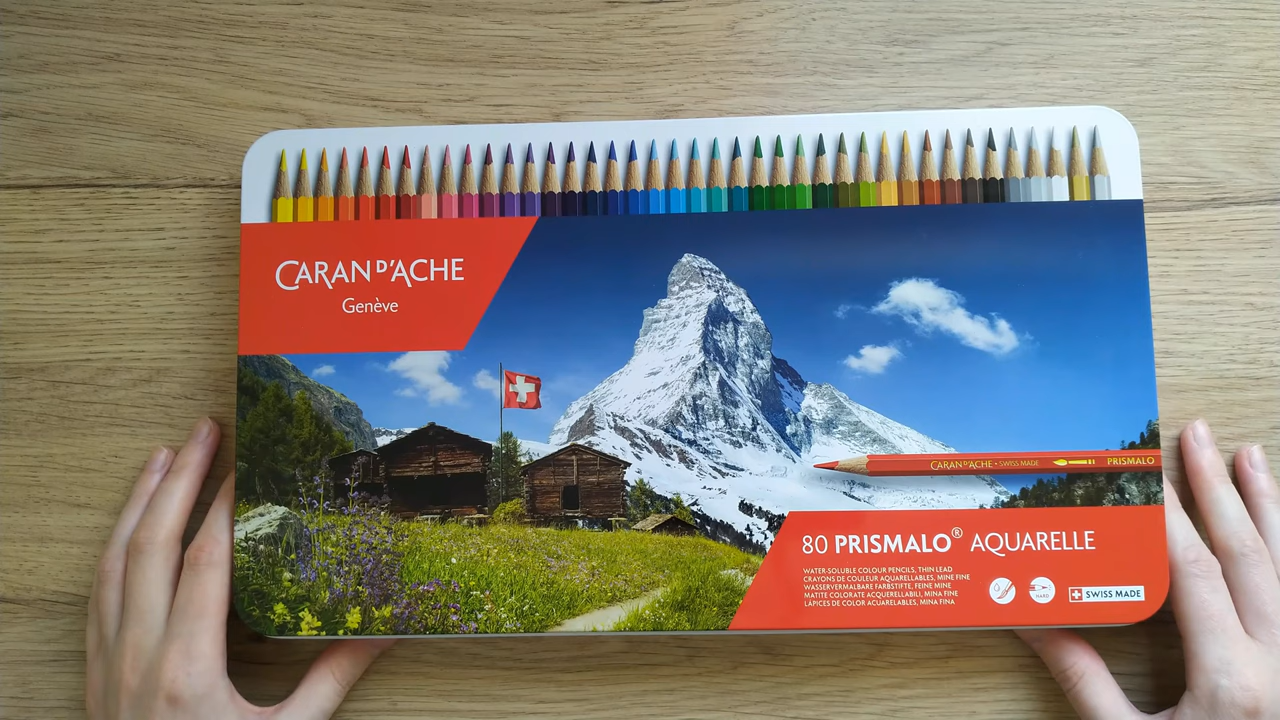 CARAN D'ACHE
Genève
CARAN D'ACHE • SWISS MADE PRISMALO
80 PRISMALO® AQUARELLE
WATER-SOLUBLE COLOUR PENCILS, THIN LEAD
CRAYONS DE COULEUR AQUARELLABLES, MINE FINE
WASSERVERMALBARE FARBSTIFTE, FEINE MINE
MATITE COLORATE ACQUERELLABILI, MINA FINE
LÁPICES DE COLOR ACUARELABLES, MINA FINA
HARD
SWISS MADE